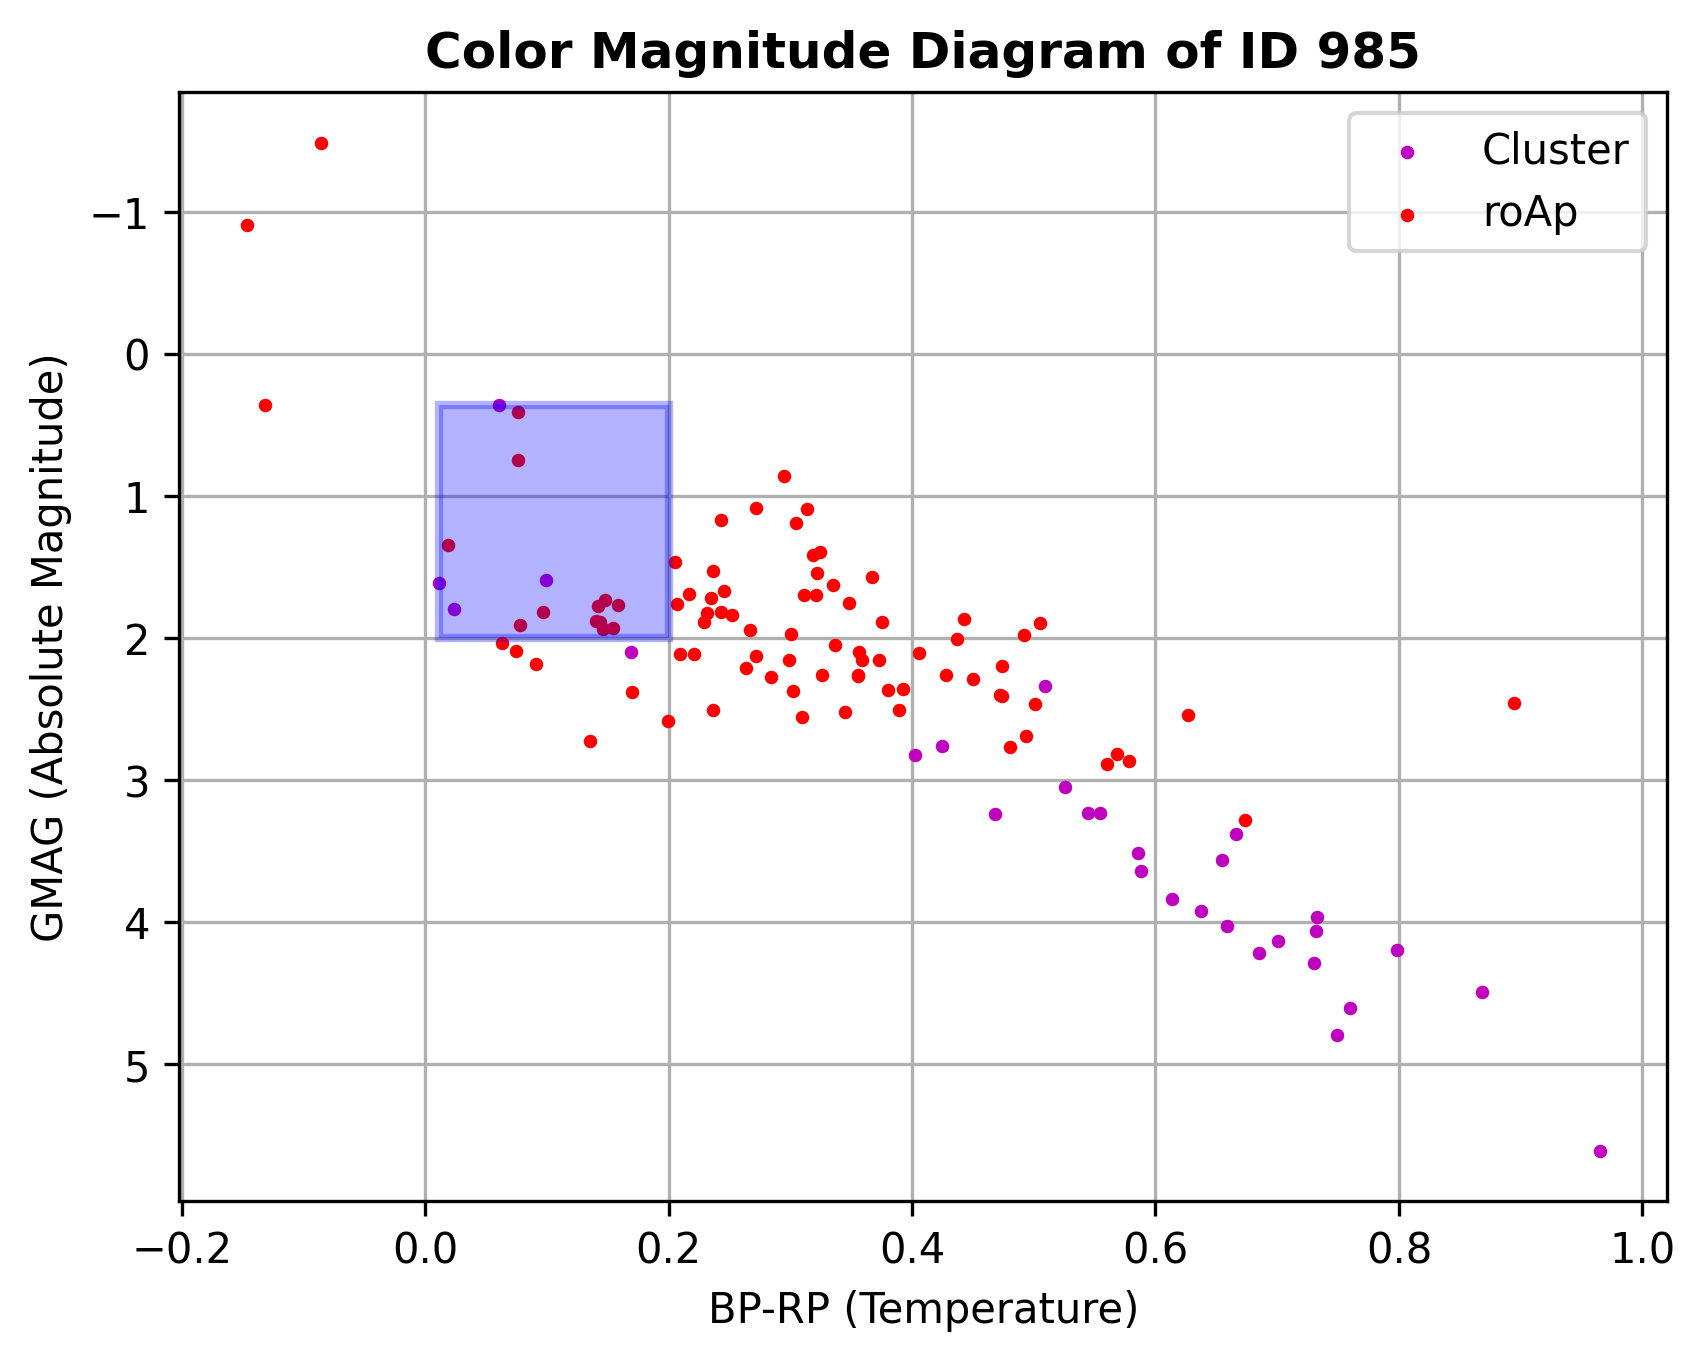 Color Magnitude Diagram of ID 985
Cluster
roAp
GMAG (Absolute Magnitude)
−1
0
1
2
3
4
5
−0.2 0.0 0.2 0.4 0.6 0.8 1.0
BP-RP (Temperature)